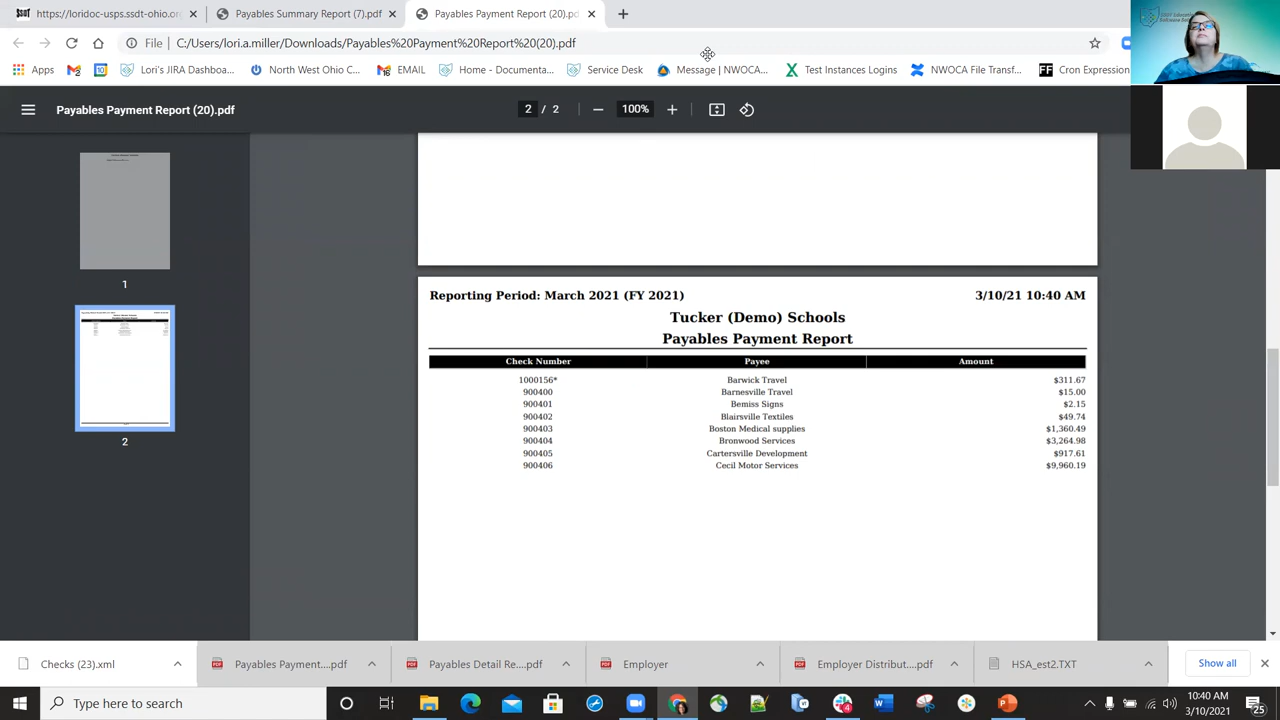 https://loridoc-usps.ssdt-ohio.or
Payables Summary Report (7).pdf
Payables Payment Report (20).pd
File
C:/Users/lori.a.miller/Downloads/Payables%20Payment%20Report%20(20).pdf
Apps
Lori's JIRA Dashboa...
North West Ohio C...
EMAIL
Home - Documenta...
Service Desk
Message | NWOCA...
Test Instances Logins
NWOCA File Transf...
FF Cron Expression
Payables Payment Report (20).pdf
2 / 2
100%
1
2
Reporting Period: March 2021 (FY 2021) 3/10/21 10:40 AM
Tucker (Demo) Schools
Payables Payment Report
Check Number Payee Amount
1000156* Barwick Travel $311.67
900400 Barnesville Travel $15.00
900401 Bemiss Signs $2.15
900402 Blairsville Textiles $49.74
900403 Boston Medical supplies $1,360.49
900404 Bronwood Services $3,264.98
900405 Cartersville Development $917.61
900406 Cecil Motor Services $9,960.19
Checks (23).xml
Payables Payment....pdf
Payables Detail Re....pdf
Employer
Employer Distribut....pdf
HSA_est2.TXT
Show all
Type here to search
10:40 AM
3/10/2021
25